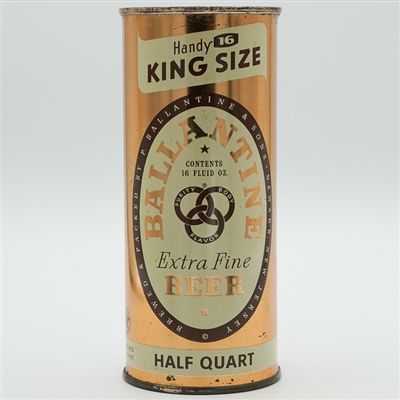 Handy 16
KING SIZE
BREWED & PACKED BY P. BALLANTINE & SONS, NEWARK, NEW JERSEY
BALLANTINE
CONTENTS
16 FLUID OZ.
®
PURITY BODY
FLAVOR
Extra Fine
BEER
©
HALF QUART